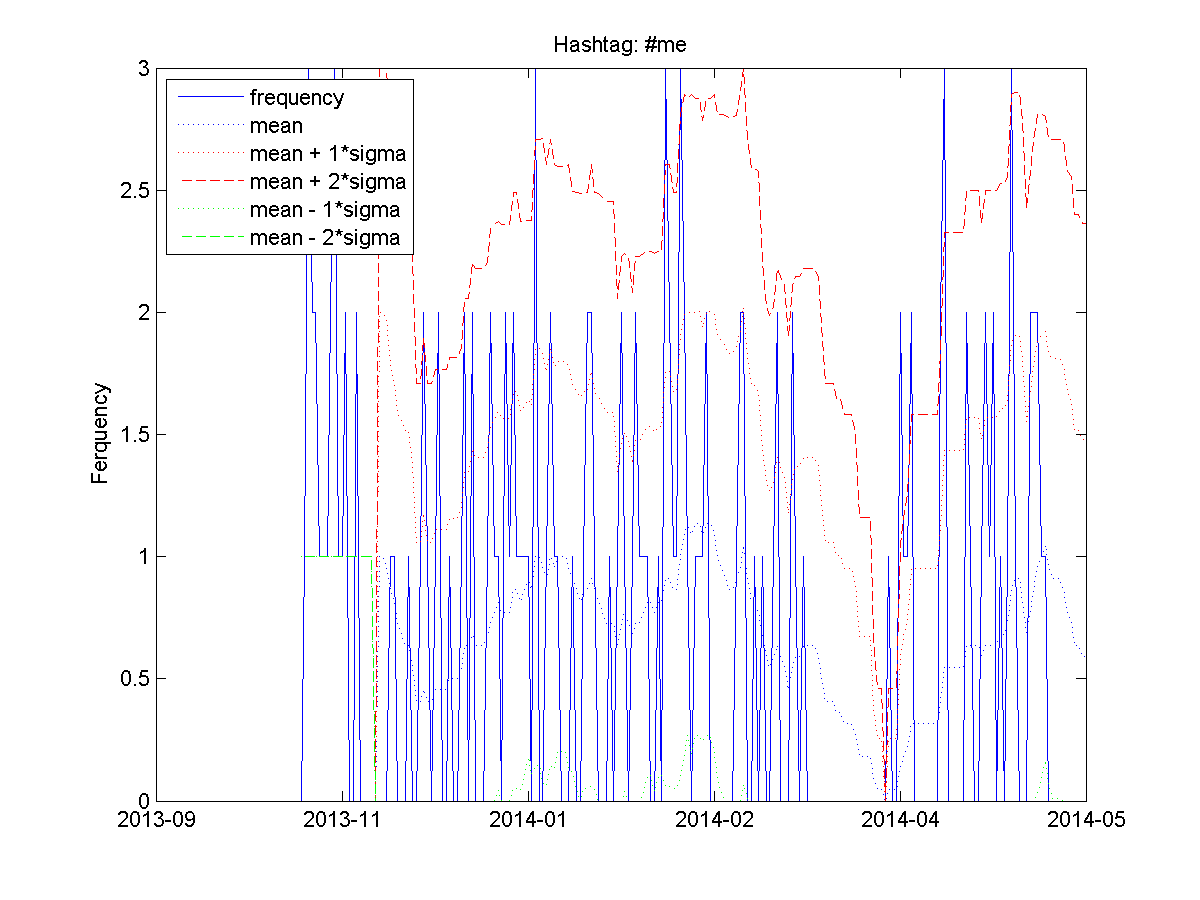 Hashtag: #me
frequency
mean
mean + 1*sigma
mean + 2*sigma
mean - 1*sigma
mean - 2*sigma
Ferquency
3
2.5
2
1.5
1
0.5
0
2013-09
2013-11
2014-01
2014-02
2014-04
2014-05